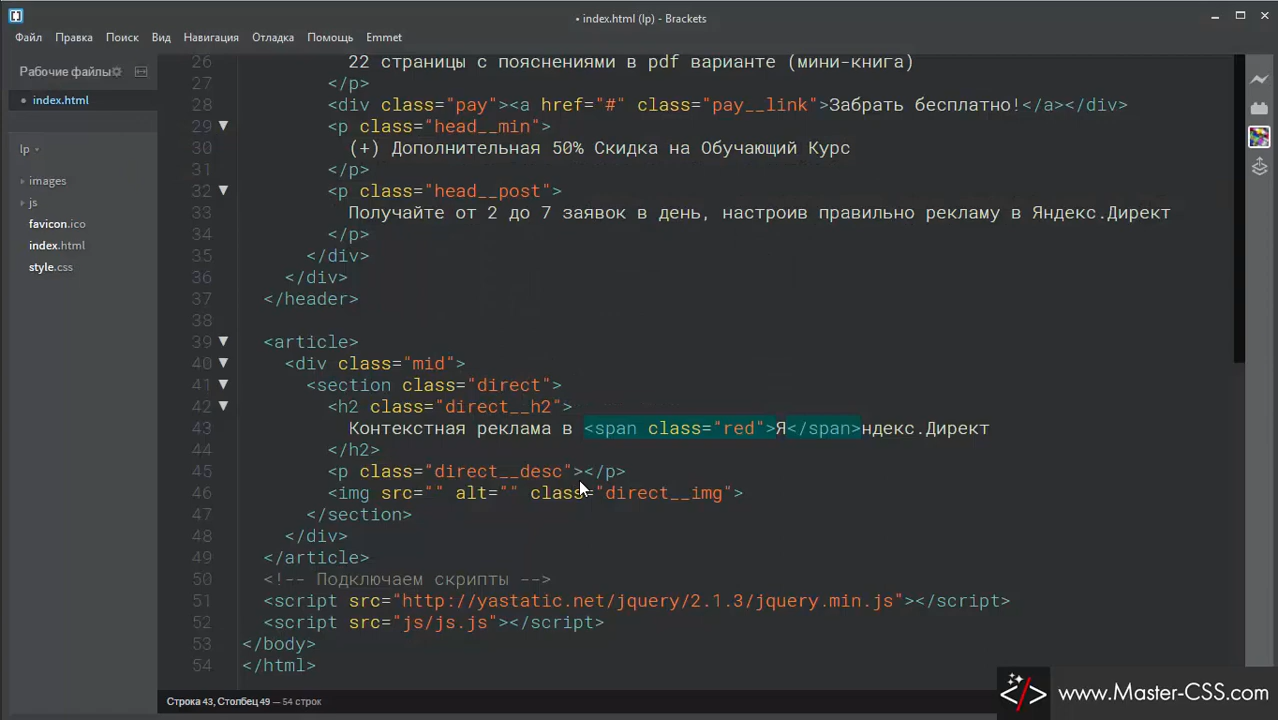 • index.html (lp) - Brackets
Файл Правка Поиск Вид Навигация Отладка Помощь Emmet
Рабочие файлы
• index.html
lp
images
js
favicon.ico
index.html
style.css
26 22 страницы с пояснениями в pdf варианте (мини-книга)
27 </p>
28 <div class="pay"><a href="#" class="pay__link">Забрать бесплатно!</a></div>
29 <p class="head__min">
30 (+) Дополнительная 50% Скидка на Обучающий Курс
31 </p>
32 <p class="head__post">
33 Получайте от 2 до 7 заявок в день, настроив правильно рекламу в Яндекс.Директ
34 </p>
35 </div>
36 </div>
37 </header>
38
39 <article>
40 <div class="mid">
41 <section class="direct">
42 <h2 class="direct__h2">
43 Контекстная реклама в <span class="red">Я</span>ндекс.Директ
44 </h2>
45 <p class="direct__desc"></p>
46 <img src="" alt="" class="direct__img">
47 </section>
48 </div>
49 </article>
50 <!-- Подключаем скрипты -->
51 <script src="http://yastatic.net/jquery/2.1.3/jquery.min.js"></script>
52 <script src="js/js.js"></script>
53 </body>
54 </html>
Строка 43, Столбец 49 — 54 строк
</> www.Master-CSS.com